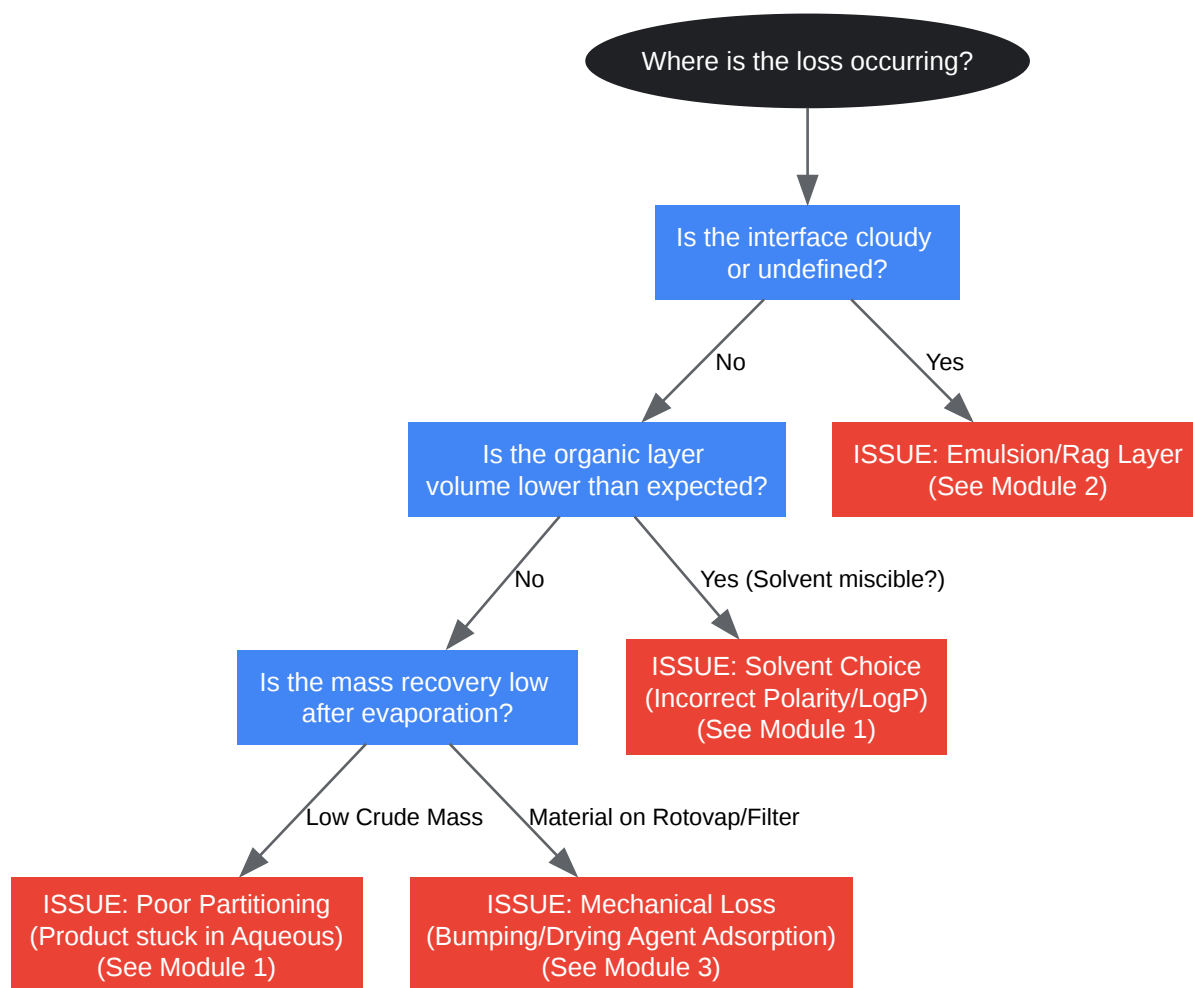 Where is the loss occurring?
Is the interface cloudy
or undefined?
No
Yes
Is the organic layer
volume lower than expected?
ISSUE: Emulsion/Rag Layer
(See Module 2)
No
Yes (Solvent miscible?)
Is the mass recovery low
after evaporation?
ISSUE: Solvent Choice
(Incorrect Polarity/LogP)
(See Module 1)
Low Crude Mass
Material on Rotovap/Filter
ISSUE: Poor Partitioning
(Product stuck in Aqueous)
(See Module 1)
ISSUE: Mechanical Loss
(Bumping/Drying Agent Adsorption)
(See Module 3)